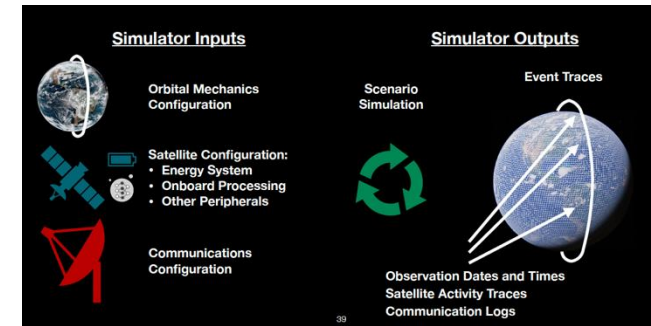 Simulator Inputs
Orbital Mechanics
Configuration
Satellite Configuration:
• Energy System
• Onboard Processing
• Other Peripherals
Communications
Configuration
Scenario
Simulation
Simulator Outputs
Event Traces
Observation Dates and Times
Satellite Activity Traces
Communication Logs
39